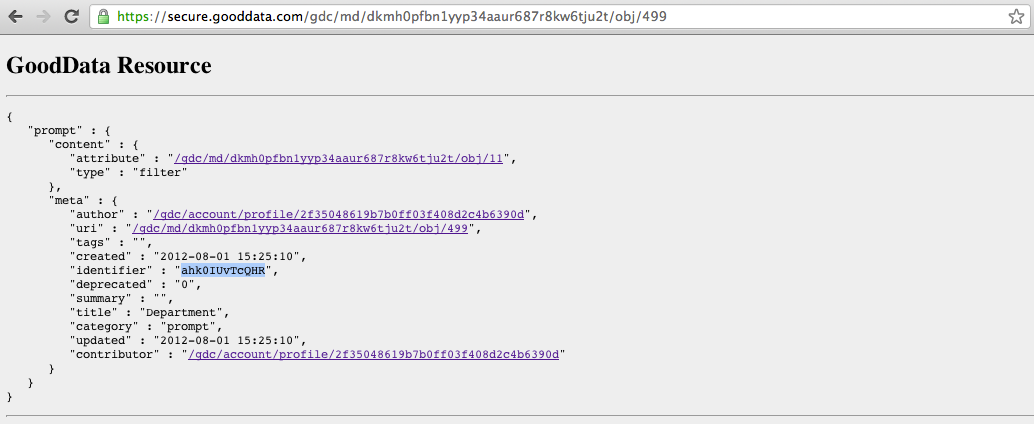 https://secure.gooddata.com/gdc/md/dkmh0pfbn1yyp34aaur687r8kw6tju2t/obj/499
GoodData Resource
{
"prompt" : {
"content" : {
"attribute" : "/gdc/md/dkmh0pfbn1yyp34aaur687r8kw6tju2t/obj/11",
"type" : "filter"
},
"meta" : {
"author" : "/gdc/account/profile/2f35048619b7b0ff03f408d2c4b6390d",
"uri" : "/gdc/md/dkmh0pfbn1yyp34aaur687r8kw6tju2t/obj/499",
"tags" : "",
"created" : "2012-08-01 15:25:10",
"identifier" : "ahk0IUvTcQHR",
"deprecated" : "0",
"summary" : "",
"title" : "Department",
"category" : "prompt",
"updated" : "2012-08-01 15:25:10",
"contributor" : "/gdc/account/profile/2f35048619b7b0ff03f408d2c4b6390d"
}
}
}